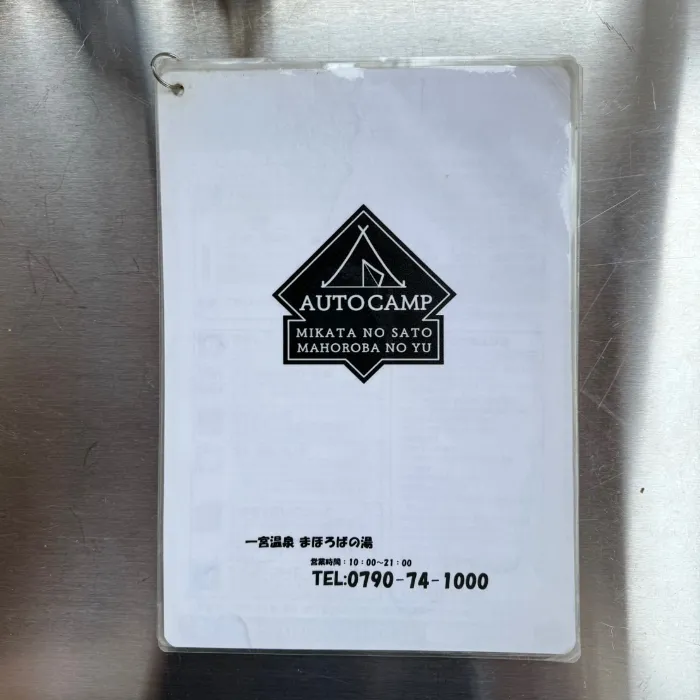 AUTO CAMP
MIKATA NO SATO
MAHOROBA NO YU
一宮温泉 まほろばの湯
営業時間:10:00~21:00
TEL:0790-74-1000